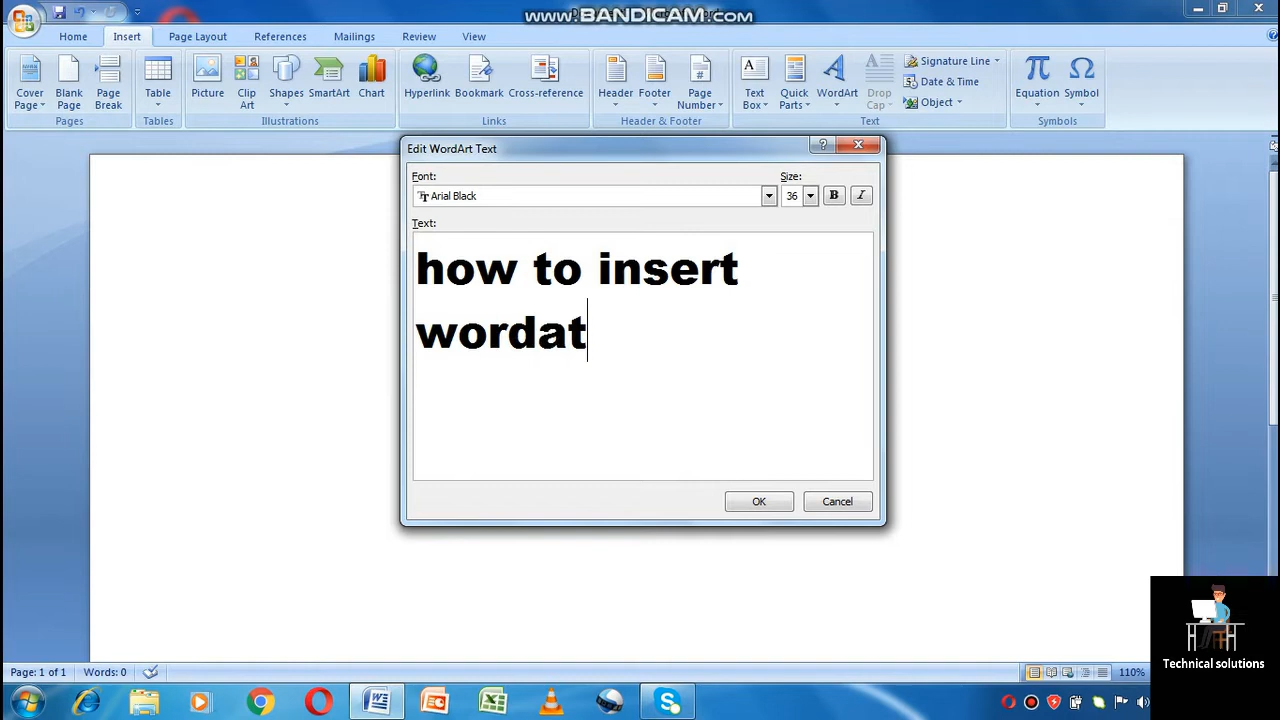 www.BANDICAM.com
Home Insert Page Layout References Mailings Review View
Cover Page Blank Page Page Break Table Picture Clip Art Shapes SmartArt Chart Hyperlink Bookmark Cross-reference Header Footer Page Number Text Box Quick Parts WordArt Drop Cap Signature Line Date & Time Object Equation Symbol
Pages Tables Illustrations Links Header & Footer Text Symbols
Edit WordArt Text
Font: Size:
Arial Black 36 B I
Text:
how to insert
wordat
OK Cancel
Technical solutions
Page: 1 of 1 Words: 0 110%